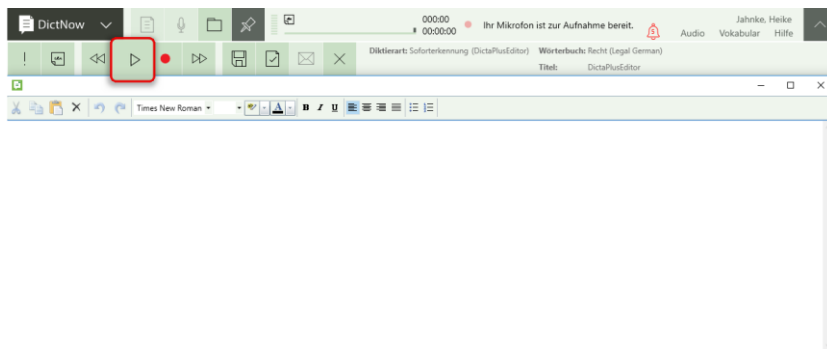 DictNow
000:00
00:00:00
Ihr Mikrofon ist zur Aufnahme bereit.
5
Audio
Jahnke, Heike
Vokabular Hilfe
Diktierart: Soforterkennung (DictaPlusEditor)
Wörterbuch: Recht (Legal German)
Titel: DictaPlusEditor
Times New Roman
A B I U